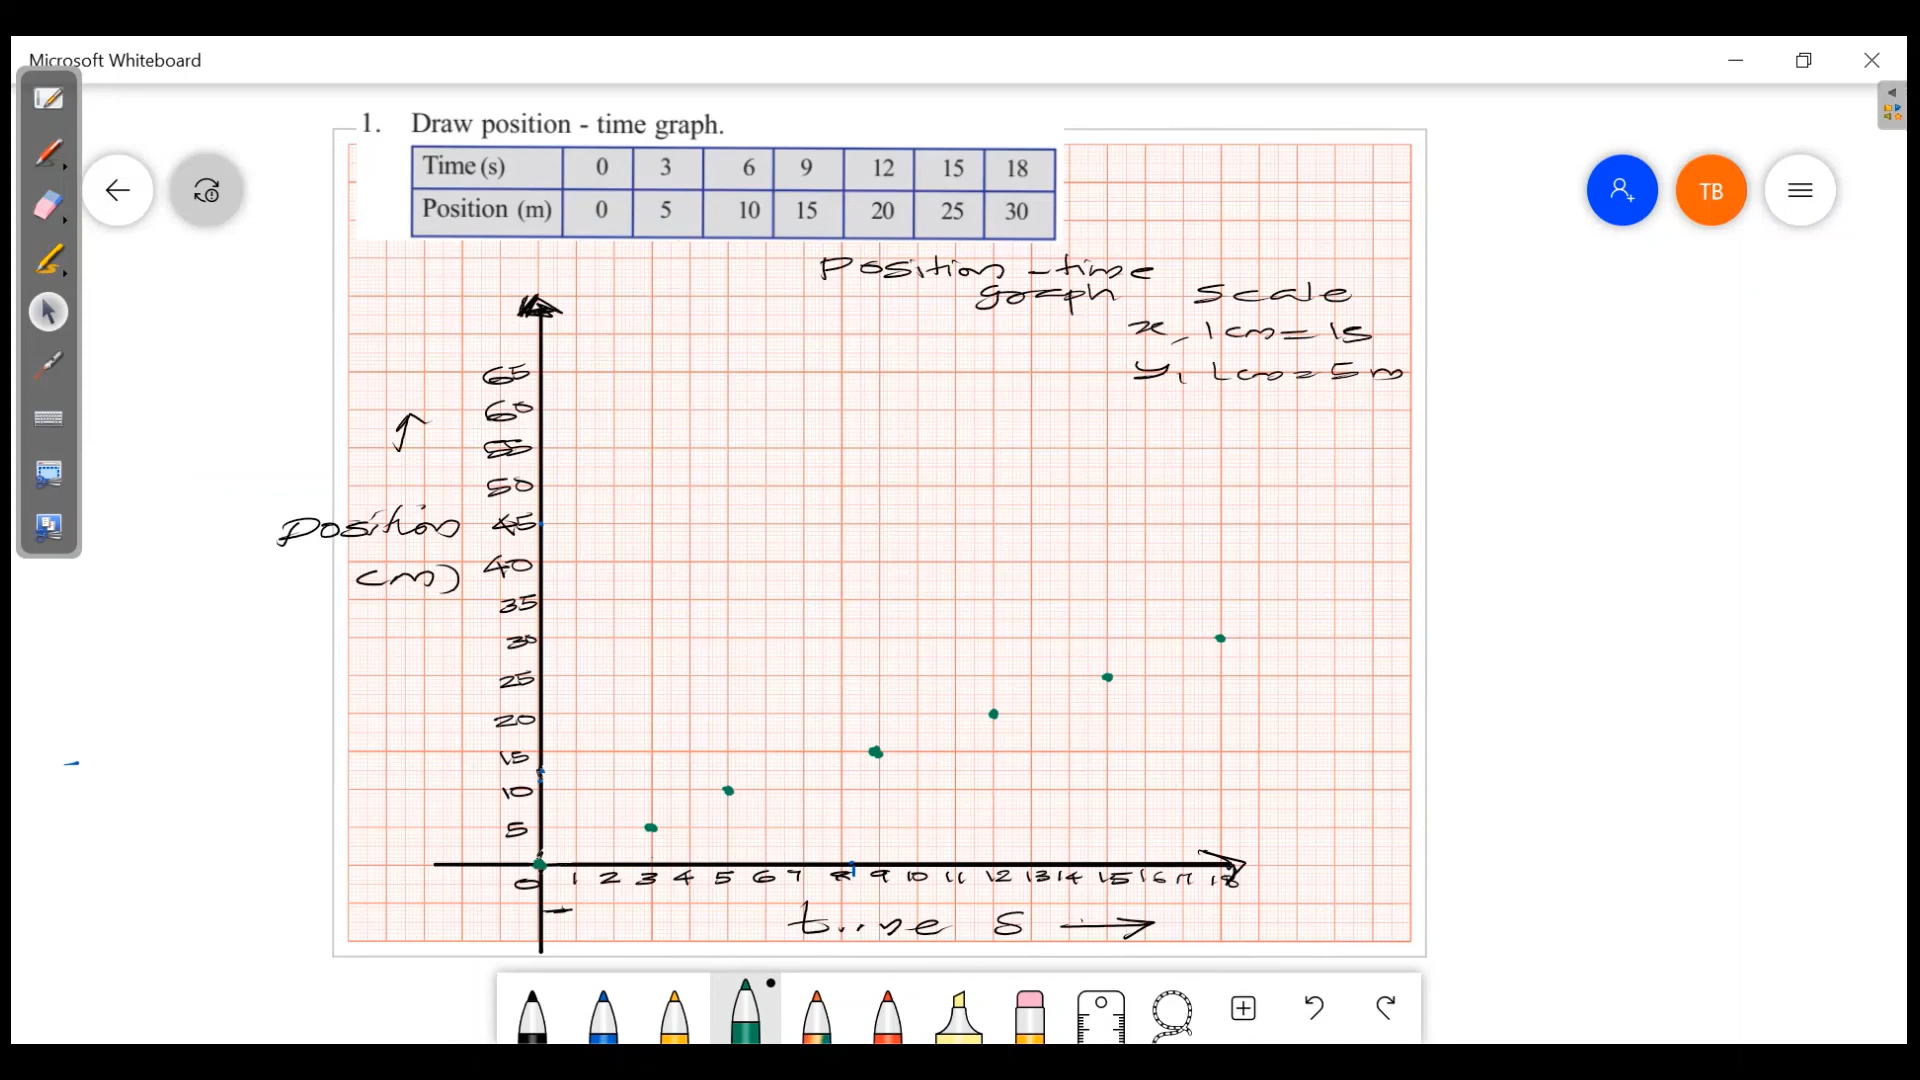 Microsoft Whiteboard
TB
1. Draw position - time graph.
Time (s) 0 3 6 9 12 15 18
Position (m) 0 5 10 15 20 25 30
Position - time
graph
Scale
x, 1cm = 1s
y, 1cm = 5m
65
60
55
50
position 45
(m) 40
35
30
25
20
15
10
5
0 1 2 3 4 5 6 7 8 9 10 11 12 13 14 15 16 17 18
time s